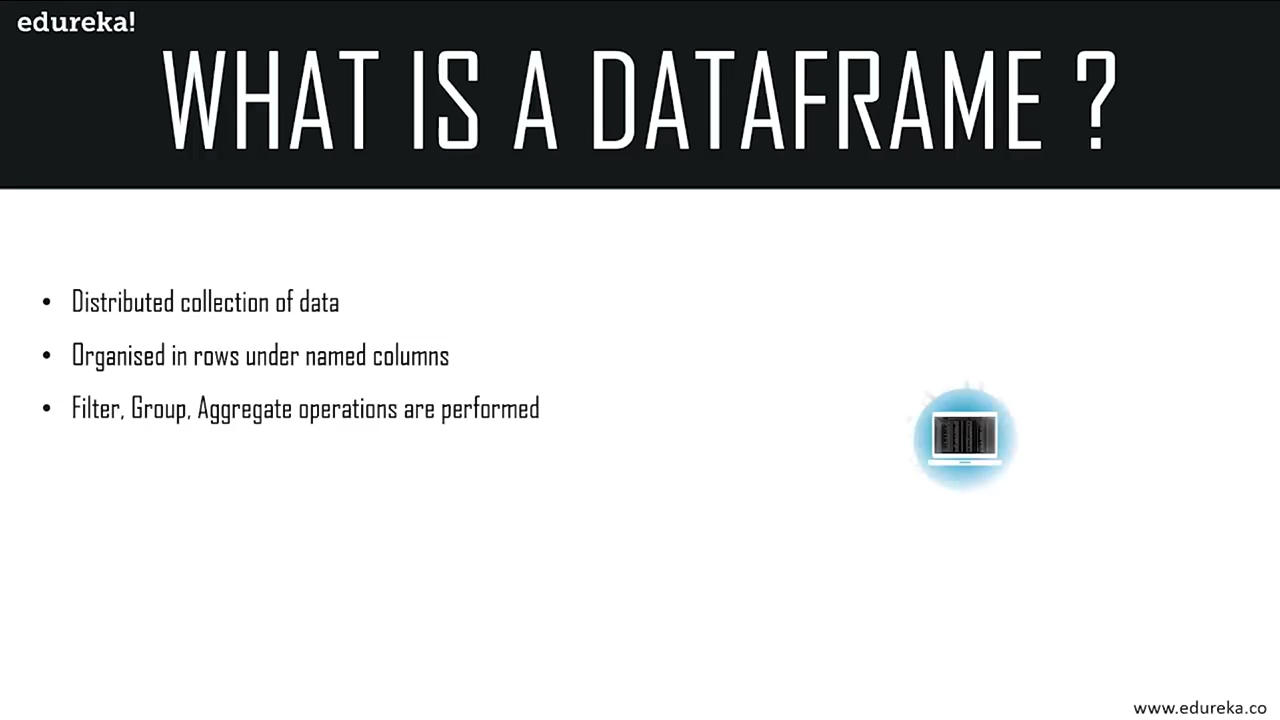 edureka!
WHAT IS A DATAFRAME ?
• Distributed collection of data
• Organised in rows under named columns
• Filter, Group, Aggregate operations are performed
www.edureka.co